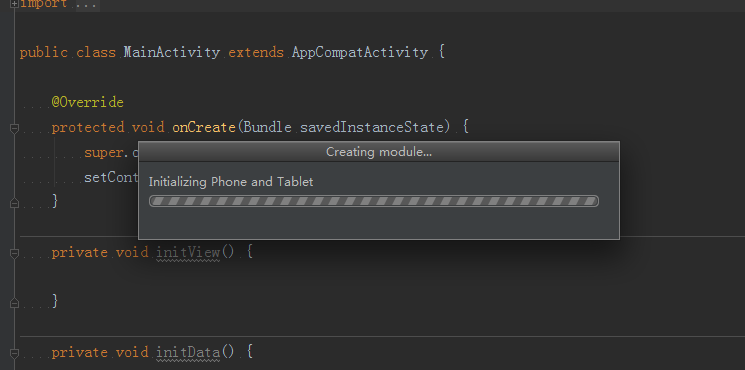 import ...
public class MainActivity extends AppCompatActivity {
@Override
protected void onCreate(Bundle savedInstanceState) {
super.
setCont
}
Creating module...
Initializing Phone and Tablet
private void initView() {
}
private void initData() {